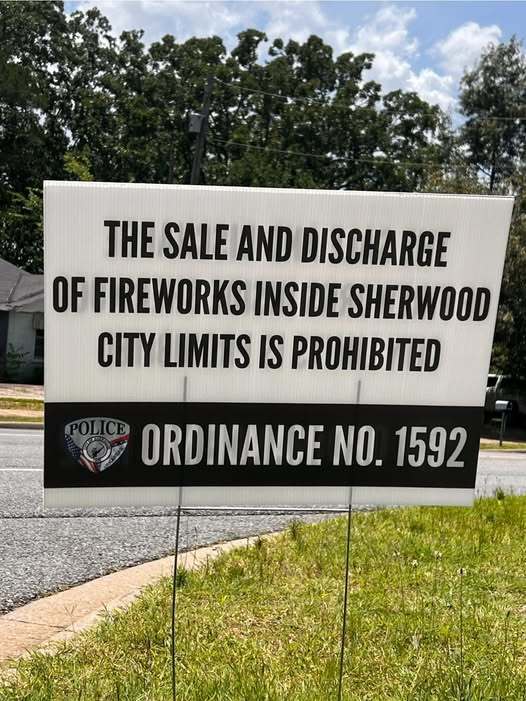 THE SALE AND DISCHARGE
OF FIREWORKS INSIDE SHERWOOD
CITY LIMITS IS PROHIBITED
POLICE
ORDINANCE NO. 1592